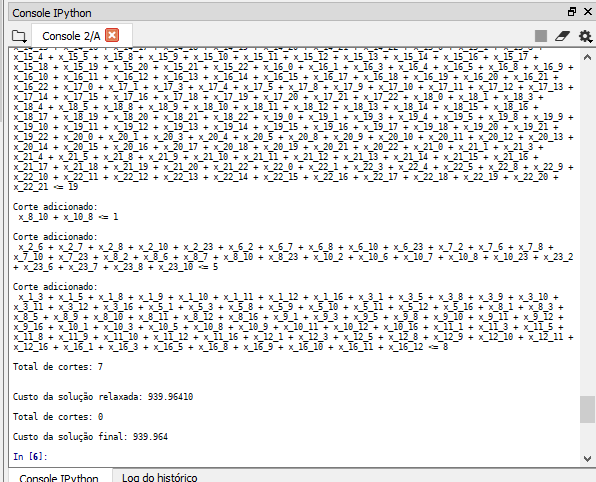 Console IPython
Console 2/A
x_15_4 + x_15_5 + x_15_8 + x_15_9 + x_15_10 + x_15_11 + x_15_12 + x_15_13 + x_15_14 + x_15_16 + x_15_17 +
x_15_18 + x_15_19 + x_15_20 + x_15_21 + x_15_22 + x_16_0 + x_16_1 + x_16_3 + x_16_4 + x_16_5 + x_16_8 + x_16_9 +
x_16_10 + x_16_11 + x_16_12 + x_16_13 + x_16_14 + x_16_15 + x_16_17 + x_16_18 + x_16_19 + x_16_20 + x_16_21 +
x_16_22 + x_17_0 + x_17_1 + x_17_3 + x_17_4 + x_17_5 + x_17_8 + x_17_9 + x_17_10 + x_17_11 + x_17_12 + x_17_13 +
x_17_14 + x_17_15 + x_17_16 + x_17_18 + x_17_19 + x_17_20 + x_17_21 + x_17_22 + x_18_0 + x_18_1 + x_18_3 +
x_18_4 + x_18_5 + x_18_8 + x_18_9 + x_18_10 + x_18_11 + x_18_12 + x_18_13 + x_18_14 + x_18_15 + x_18_16 +
x_18_17 + x_18_19 + x_18_20 + x_18_21 + x_18_22 + x_19_0 + x_19_1 + x_19_3 + x_19_4 + x_19_5 + x_19_8 + x_19_9 +
x_19_10 + x_19_11 + x_19_12 + x_19_13 + x_19_14 + x_19_15 + x_19_16 + x_19_17 + x_19_18 + x_19_20 + x_19_21 +
x_19_22 + x_20_0 + x_20_1 + x_20_3 + x_20_4 + x_20_5 + x_20_8 + x_20_9 + x_20_10 + x_20_11 + x_20_12 + x_20_13 +
x_20_14 + x_20_15 + x_20_16 + x_20_17 + x_20_18 + x_20_19 + x_20_21 + x_20_22 + x_21_0 + x_21_1 + x_21_3 +
x_21_4 + x_21_5 + x_21_8 + x_21_9 + x_21_10 + x_21_11 + x_21_12 + x_21_13 + x_21_14 + x_21_15 + x_21_16 +
x_21_17 + x_21_18 + x_21_19 + x_21_20 + x_21_22 + x_22_0 + x_22_1 + x_22_3 + x_22_4 + x_22_5 + x_22_8 + x_22_9 +
x_22_10 + x_22_11 + x_22_12 + x_22_13 + x_22_14 + x_22_15 + x_22_16 + x_22_17 + x_22_18 + x_22_19 + x_22_20 +
x_22_21 <= 19
Corte adicionado:
x_8_10 + x_10_8 <= 1
Corte adicionado:
x_2_6 + x_2_7 + x_2_8 + x_2_10 + x_2_23 + x_6_2 + x_6_7 + x_6_8 + x_6_10 + x_6_23 + x_7_2 + x_7_6 + x_7_8 +
x_7_10 + x_7_23 + x_8_2 + x_8_6 + x_8_7 + x_8_10 + x_8_23 + x_10_2 + x_10_6 + x_10_7 + x_10_8 + x_10_23 + x_23_2
+ x_23_6 + x_23_7 + x_23_8 + x_23_10 <= 5
Corte adicionado:
x_1_3 + x_1_5 + x_1_8 + x_1_9 + x_1_10 + x_1_11 + x_1_12 + x_1_16 + x_3_1 + x_3_5 + x_3_8 + x_3_9 + x_3_10
+ x_3_11 + x_3_12 + x_3_16 + x_5_1 + x_5_3 + x_5_8 + x_5_9 + x_5_10 + x_5_11 + x_5_12 + x_5_16 + x_8_1 + x_8_3 +
x_8_5 + x_8_9 + x_8_10 + x_8_11 + x_8_12 + x_8_16 + x_9_1 + x_9_3 + x_9_5 + x_9_8 + x_9_10 + x_9_11 + x_9_12 +
x_9_16 + x_10_1 + x_10_3 + x_10_5 + x_10_8 + x_10_9 + x_10_11 + x_10_12 + x_10_16 + x_11_1 + x_11_3 + x_11_5 +
x_11_8 + x_11_9 + x_11_10 + x_11_12 + x_11_16 + x_12_1 + x_12_3 + x_12_5 + x_12_8 + x_12_9 + x_12_10 + x_12_11 +
x_12_16 + x_16_1 + x_16_3 + x_16_5 + x_16_8 + x_16_9 + x_16_10 + x_16_11 + x_16_12 <= 8
Total de cortes: 7
Custo da solução relaxada: 939.96410
Total de cortes: 0
Custo da solução final: 939.964
In [6]:
Console IPython
Log do histórico